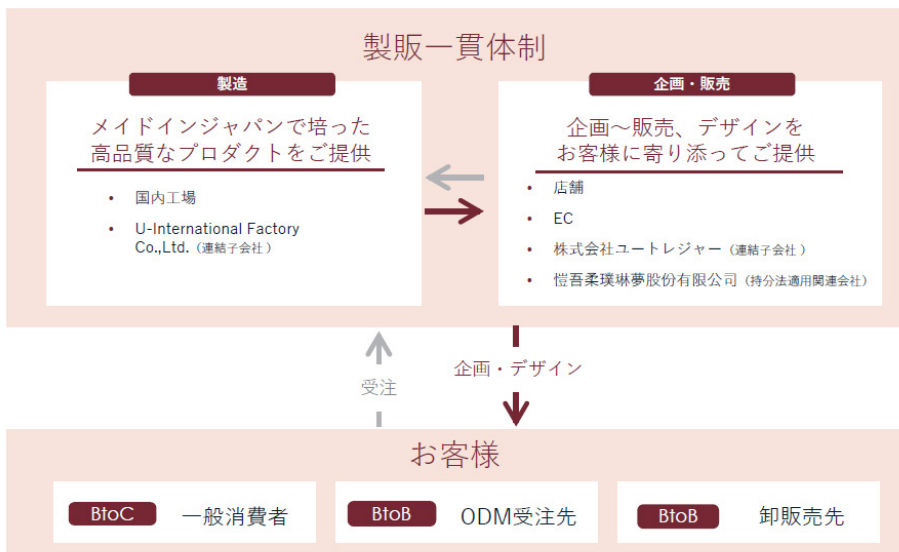 製販一貫体制
製造
メイドインジャパンで培った
高品質なプロダクトをご提供
• 国内工場
• U-International Factory
Co.,Ltd.（連結子会社）
企画・販売
企画～販売、デザインを
お客様に寄り添ってご提供
• 店舗
• EC
• 株式会社ユートレジャー（連結子会社）
• 愷吾柔璞琳夢股份有限公司（持分法適用関連会社）
受注
企画・デザイン
お客様
BtoC 一般消費者
BtoB ODM受注先
BtoB 卸販売先